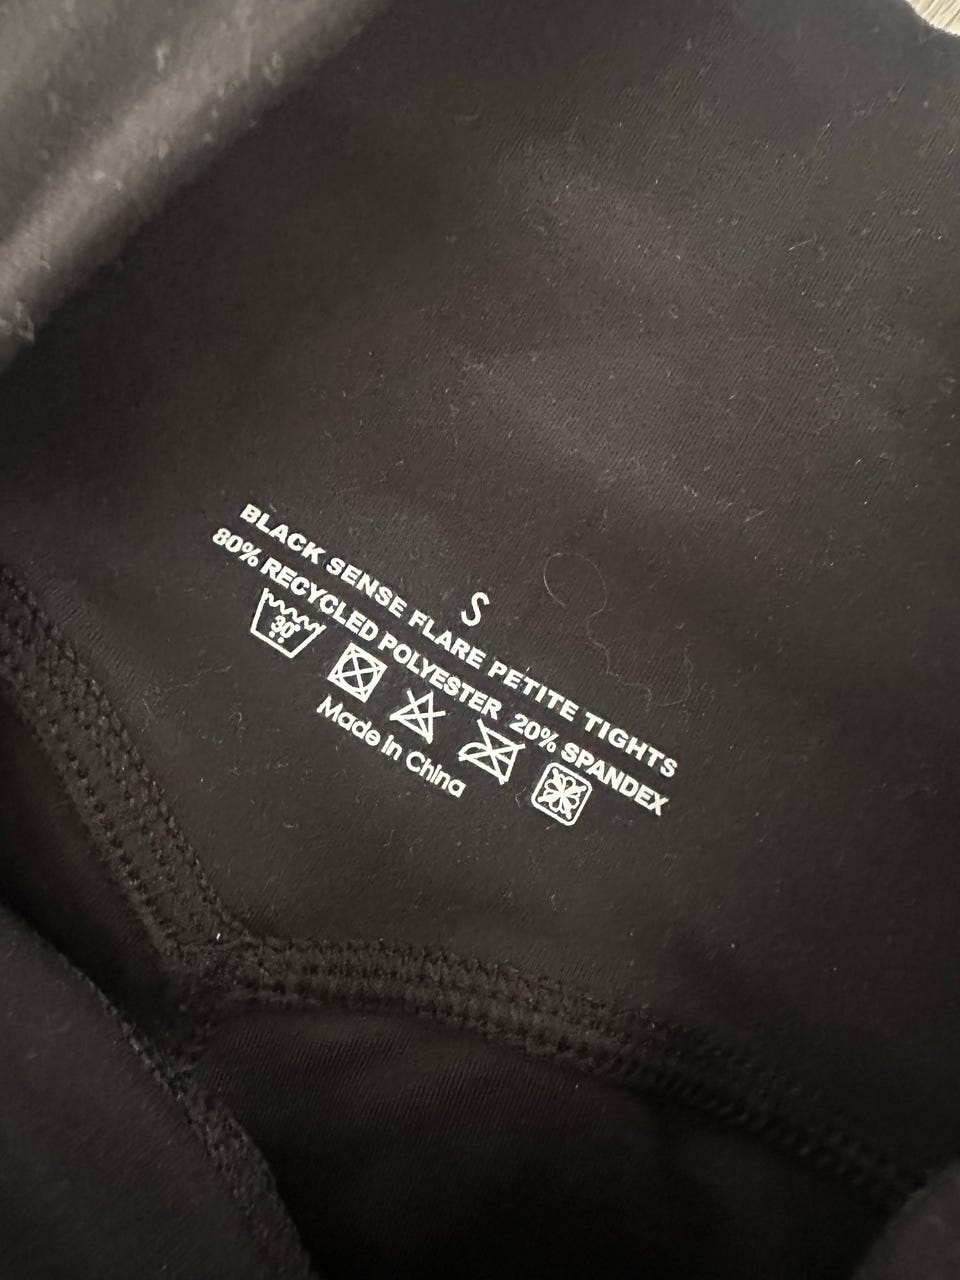 S
BLACK SENSE FLARE PETITE TIGHTS
80% RECYCLED POLYESTER 20% SPANDEX
30°
Made in China